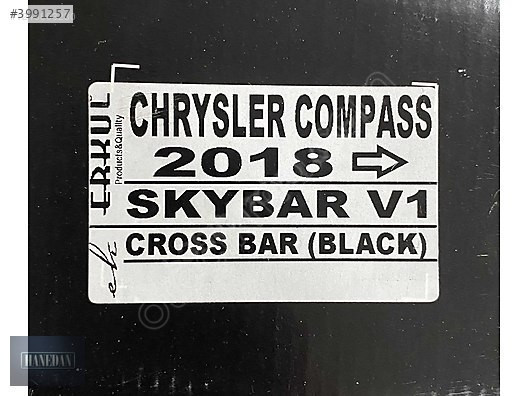 #3991257
ERKUL
Products&Quality
CHRYSLER COMPASS
2018
SKYBAR V1
CROSS BAR (BLACK)
HANEDAN